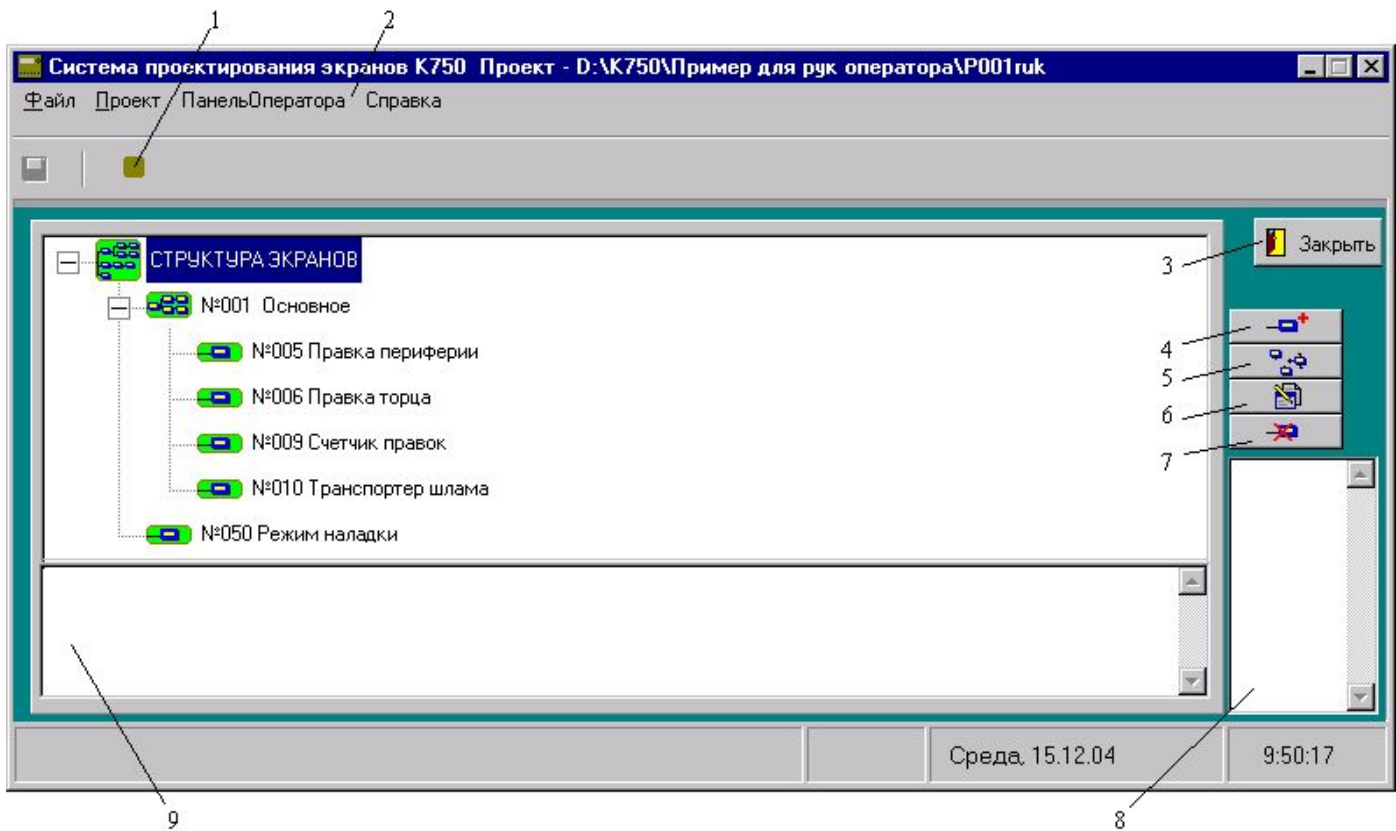 1 2
Система проектирования экранов K750 Проект - D:\K750\Пример для рук оператора\P001ruk
Файл Проект ПанельОператора Справка
СТРУКТУРА ЭКРАНОВ
№001 Основное
№005 Правка периферии
№006 Правка торца
№009 Счетчик правок
№010 Транспортер шлама
№050 Режим наладки
3 Закрыть
4
5
6
7
Среда, 15.12.04 9:50:17
9 8